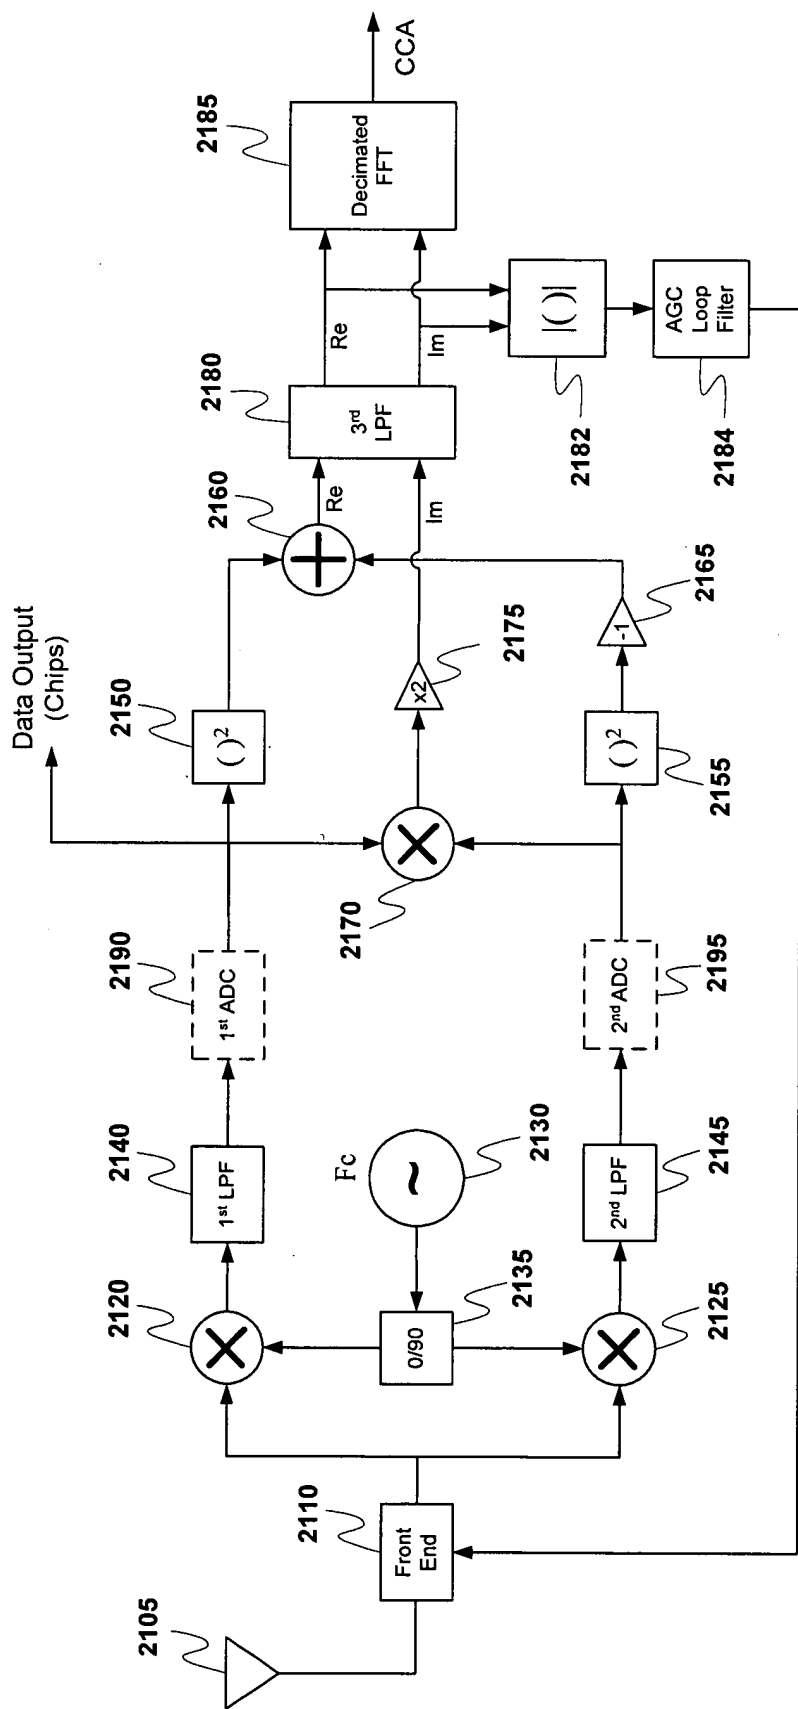 2105
2110
Front
End
2120
2125
0/90
2135
Fc
~
2130
2140
1st LPF
2145
2nd LPF
2190
1st ADC
2195
2nd ADC
Data Output
(Chips)
2150
( )²
2155
( )²
2170
x2
2175
-1
2165
2160
Re
Im
2180
3rd
LPF
Re
Im
|()|
2182
AGC
Loop
Filter
2184
2185
Decimated
FFT
CCA